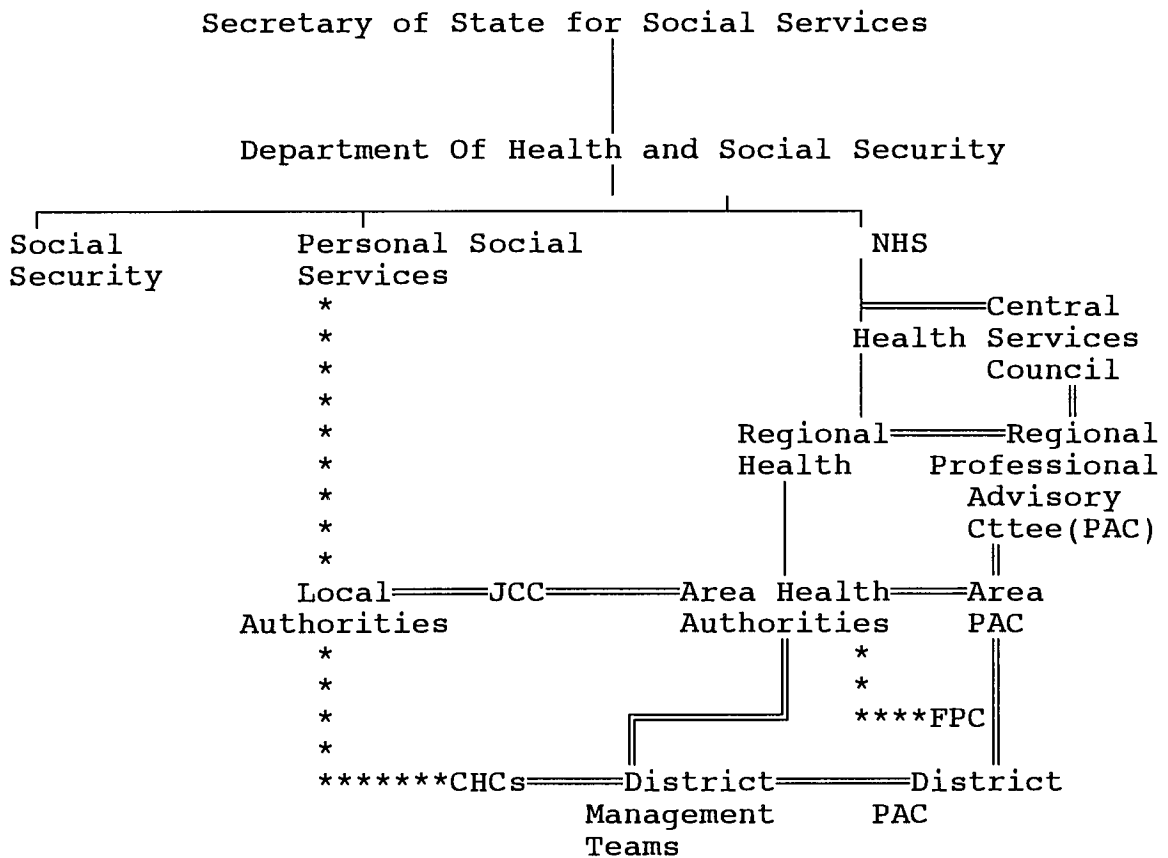 Secretary of State for Social Services
Department Of Health and Social Security
Social Security
Personal Social Services
NHS
Central
Health Services
Council
Regional Health
Regional
Professional
Advisory
Cttee(PAC)
Local
Authorities
JCC
Area Health
Authorities
Area
PAC
FPC
CHCs
District
Management
Teams
District
PAC